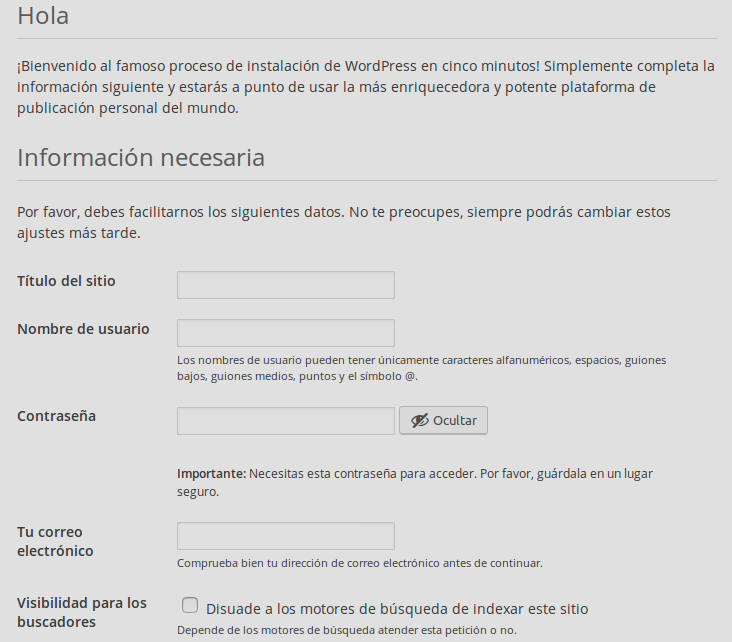 Hola
¡Bienvenido al famoso proceso de instalación de WordPress en cinco minutos! Simplemente completa la
información siguiente y estarás a punto de usar la más enriquecedora y potente plataforma de
publicación personal del mundo.
Información necesaria
Por favor, debes facilitarnos los siguientes datos. No te preocupes, siempre podrás cambiar estos
ajustes más tarde.
Título del sitio
Nombre de usuario
Los nombres de usuario pueden tener únicamente caracteres alfanuméricos, espacios, guiones
bajos, guiones medios, puntos y el símbolo @.
Contraseña
Ocultar
Importante: Necesitas esta contraseña para acceder. Por favor, guárdala en un lugar
seguro.
Tu correo
electrónico
Comprueba bien tu dirección de correo electrónico antes de continuar.
Visibilidad para los
buscadores
Disuade a los motores de búsqueda de indexar este sitio
Depende de los motores de búsqueda atender esta petición o no.